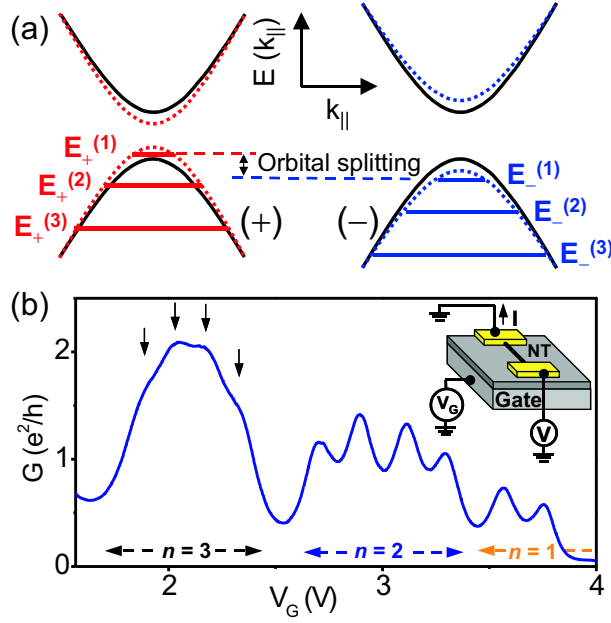 (a)
E (k||)
k||
E+(1)
E+(2)
E+(3)
Orbital splitting
(+)
(−)
E−(1)
E−(2)
E−(3)
(b)
G (e²/h)
2
1
0
I
NT
Gate
VG
V
n = 3
n = 2
n = 1
2
3
4
VG (V)